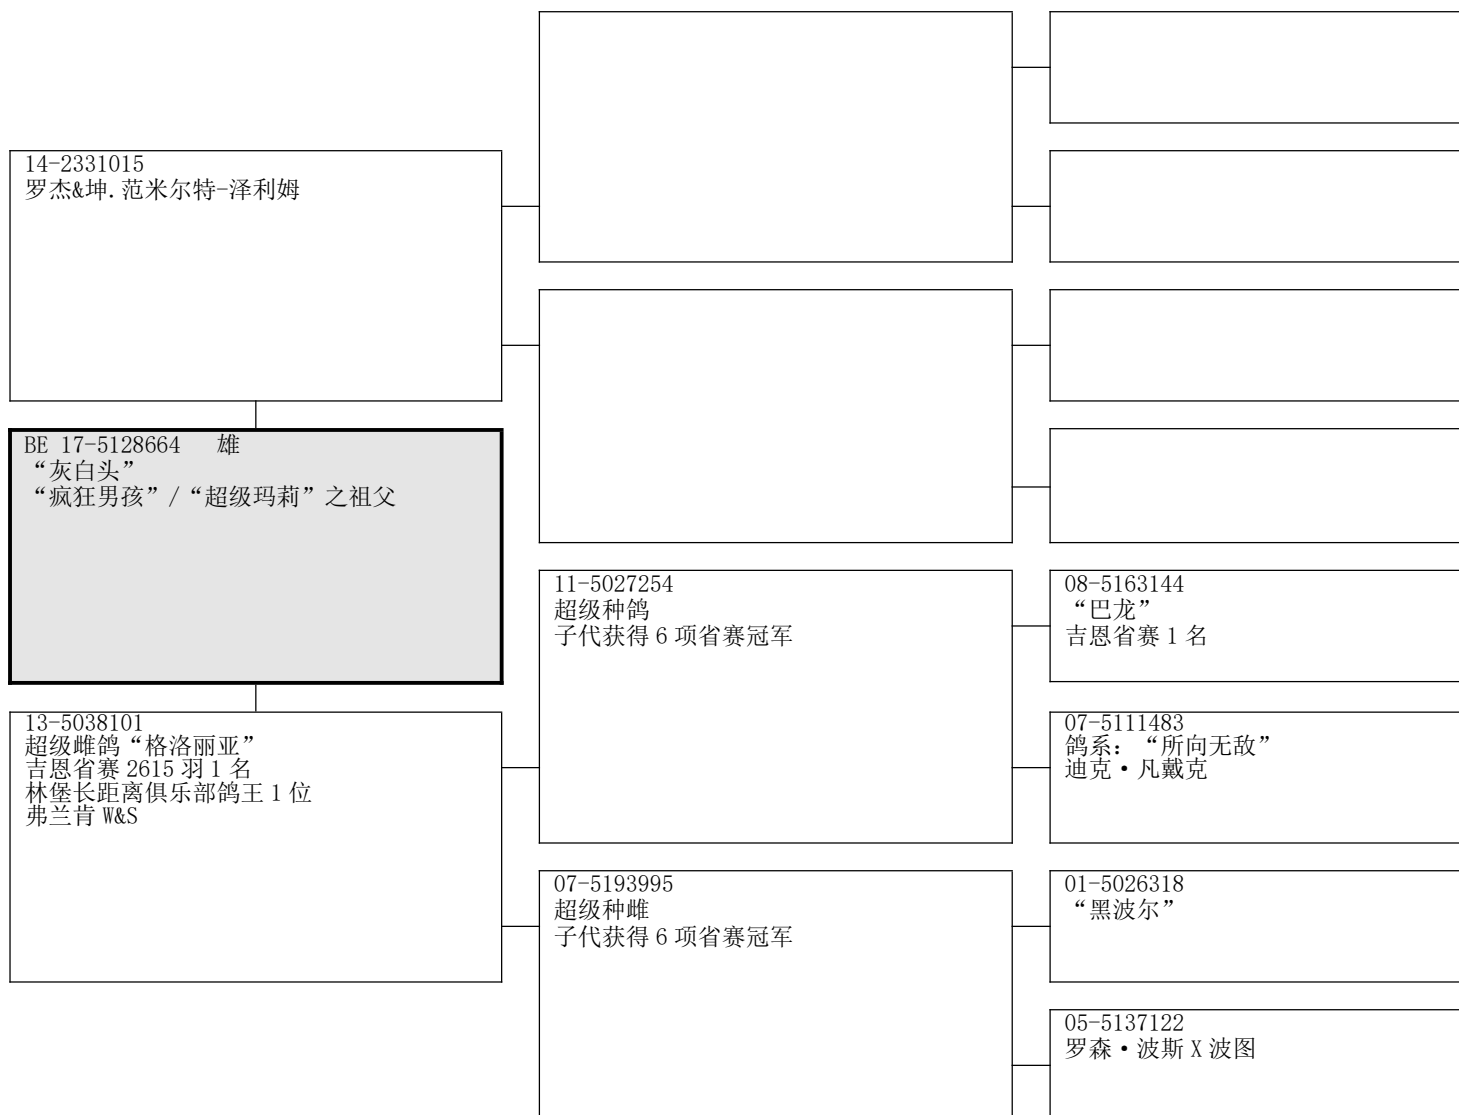 14-2331015
罗杰&坤.范米尔特-泽利姆
BE 17-5128664 雄
“灰白头”
“疯狂男孩”/“超级玛莉”之祖父
13-5038101
超级雌鸽“格洛丽亚”
吉恩省赛 2615 羽 1 名
林堡长距离俱乐部鸽王 1 位
弗兰肯 W&S
11-5027254
超级种鸽
子代获得 6 项省赛冠军
07-5193995
超级种雌
子代获得 6 项省赛冠军
08-5163144
“巴龙”
吉恩省赛 1 名
07-5111483
鸽系：“所向无敌”
迪克·凡戴克
01-5026318
“黑波尔”
05-5137122
罗森·波斯 X 波图